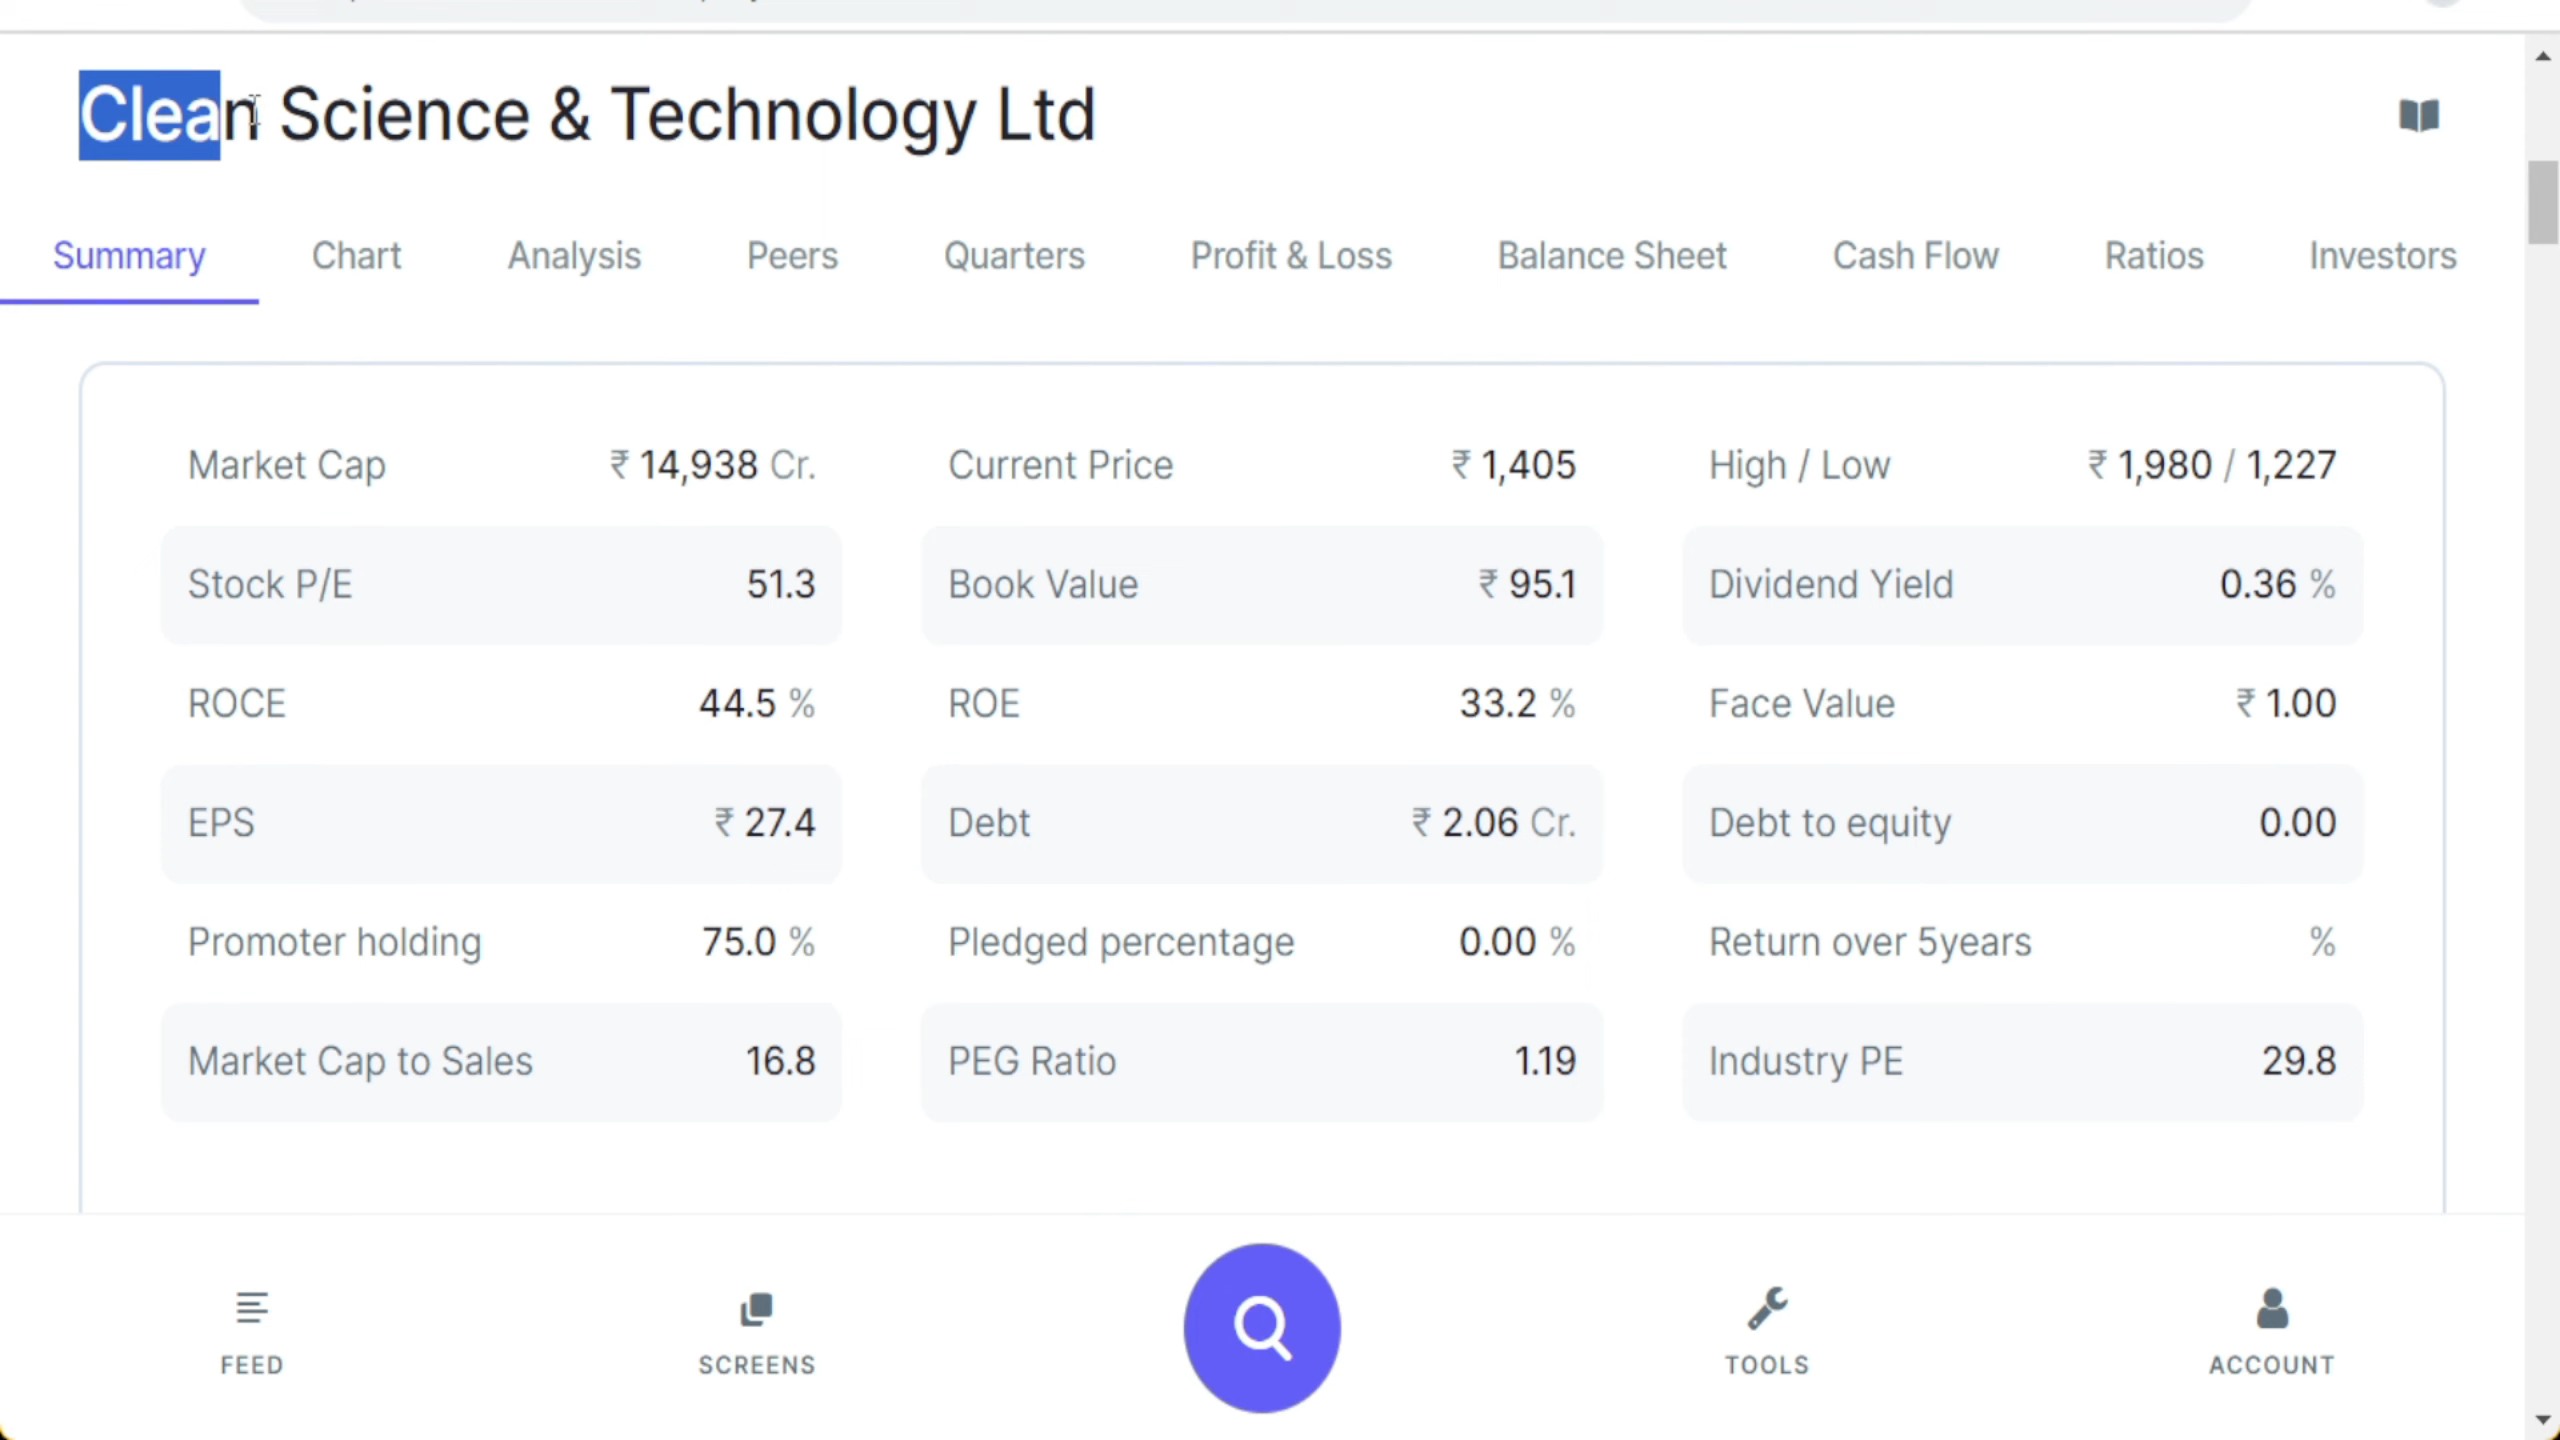 Clean Science & Technology Ltd
Summary Chart Analysis Peers Quarters Profit & Loss Balance Sheet Cash Flow Ratios Investors
Market Cap ₹ 14,938 Cr. Current Price ₹ 1,405 High / Low ₹ 1,980 / 1,227
Stock P/E 51.3 Book Value ₹ 95.1 Dividend Yield 0.36 %
ROCE 44.5 % ROE 33.2 % Face Value ₹ 1.00
EPS ₹ 27.4 Debt ₹ 2.06 Cr. Debt to equity 0.00
Promoter holding 75.0 % Pledged percentage 0.00 % Return over 5years %
Market Cap to Sales 16.8 PEG Ratio 1.19 Industry PE 29.8
FEED SCREENS TOOLS ACCOUNT